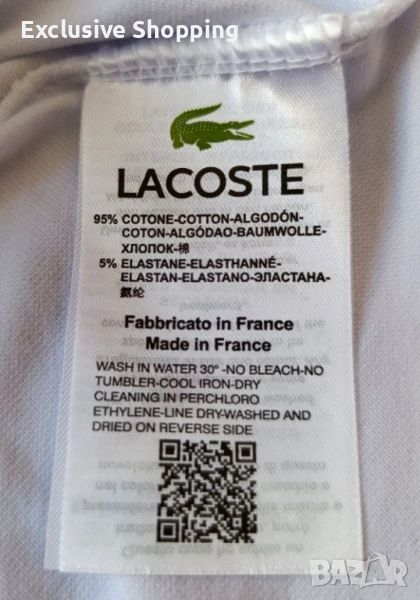 Exclusive Shopping
LACOSTE
95% COTONE-COTTON-ALGODÓN-
COTON-ALGÓDAO-BAUMWOLLE-
ХЛОПОК-棉
5% ELASTANE-ELASTHANNÉ-
ELASTAN-ELASTANO-ЭЛАСТАНА-
氨纶
Fabbricato in France
Made in France
WASH IN WATER 30° -NO BLEACH-NO
TUMBLER-COOL IRON-DRY
CLEANING IN PERCHLORO
ETHYLENE-LINE DRY-WASHED AND
DRIED ON REVERSE SIDE
BAZAR